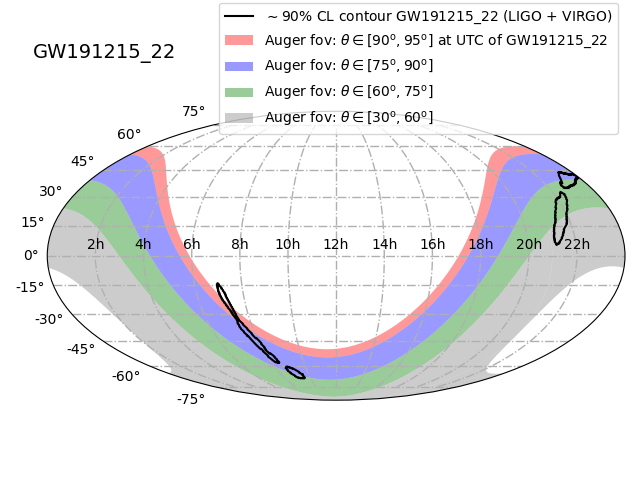 ~90% CL contour GW191215_22 (LIGO + VIRGO)
Auger fov: θ ∈ [90°, 95°] at UTC of GW191215_22
Auger fov: θ ∈ [75°, 90°]
Auger fov: θ ∈ [60°, 75°]
Auger fov: θ ∈ [30°, 60°]
GW191215_22
75°
60°
45°
30°
15°
0°
-15°
-30°
-45°
-60°
-75°
2h 4h 6h 8h 10h 12h 14h 16h 18h 20h 22h